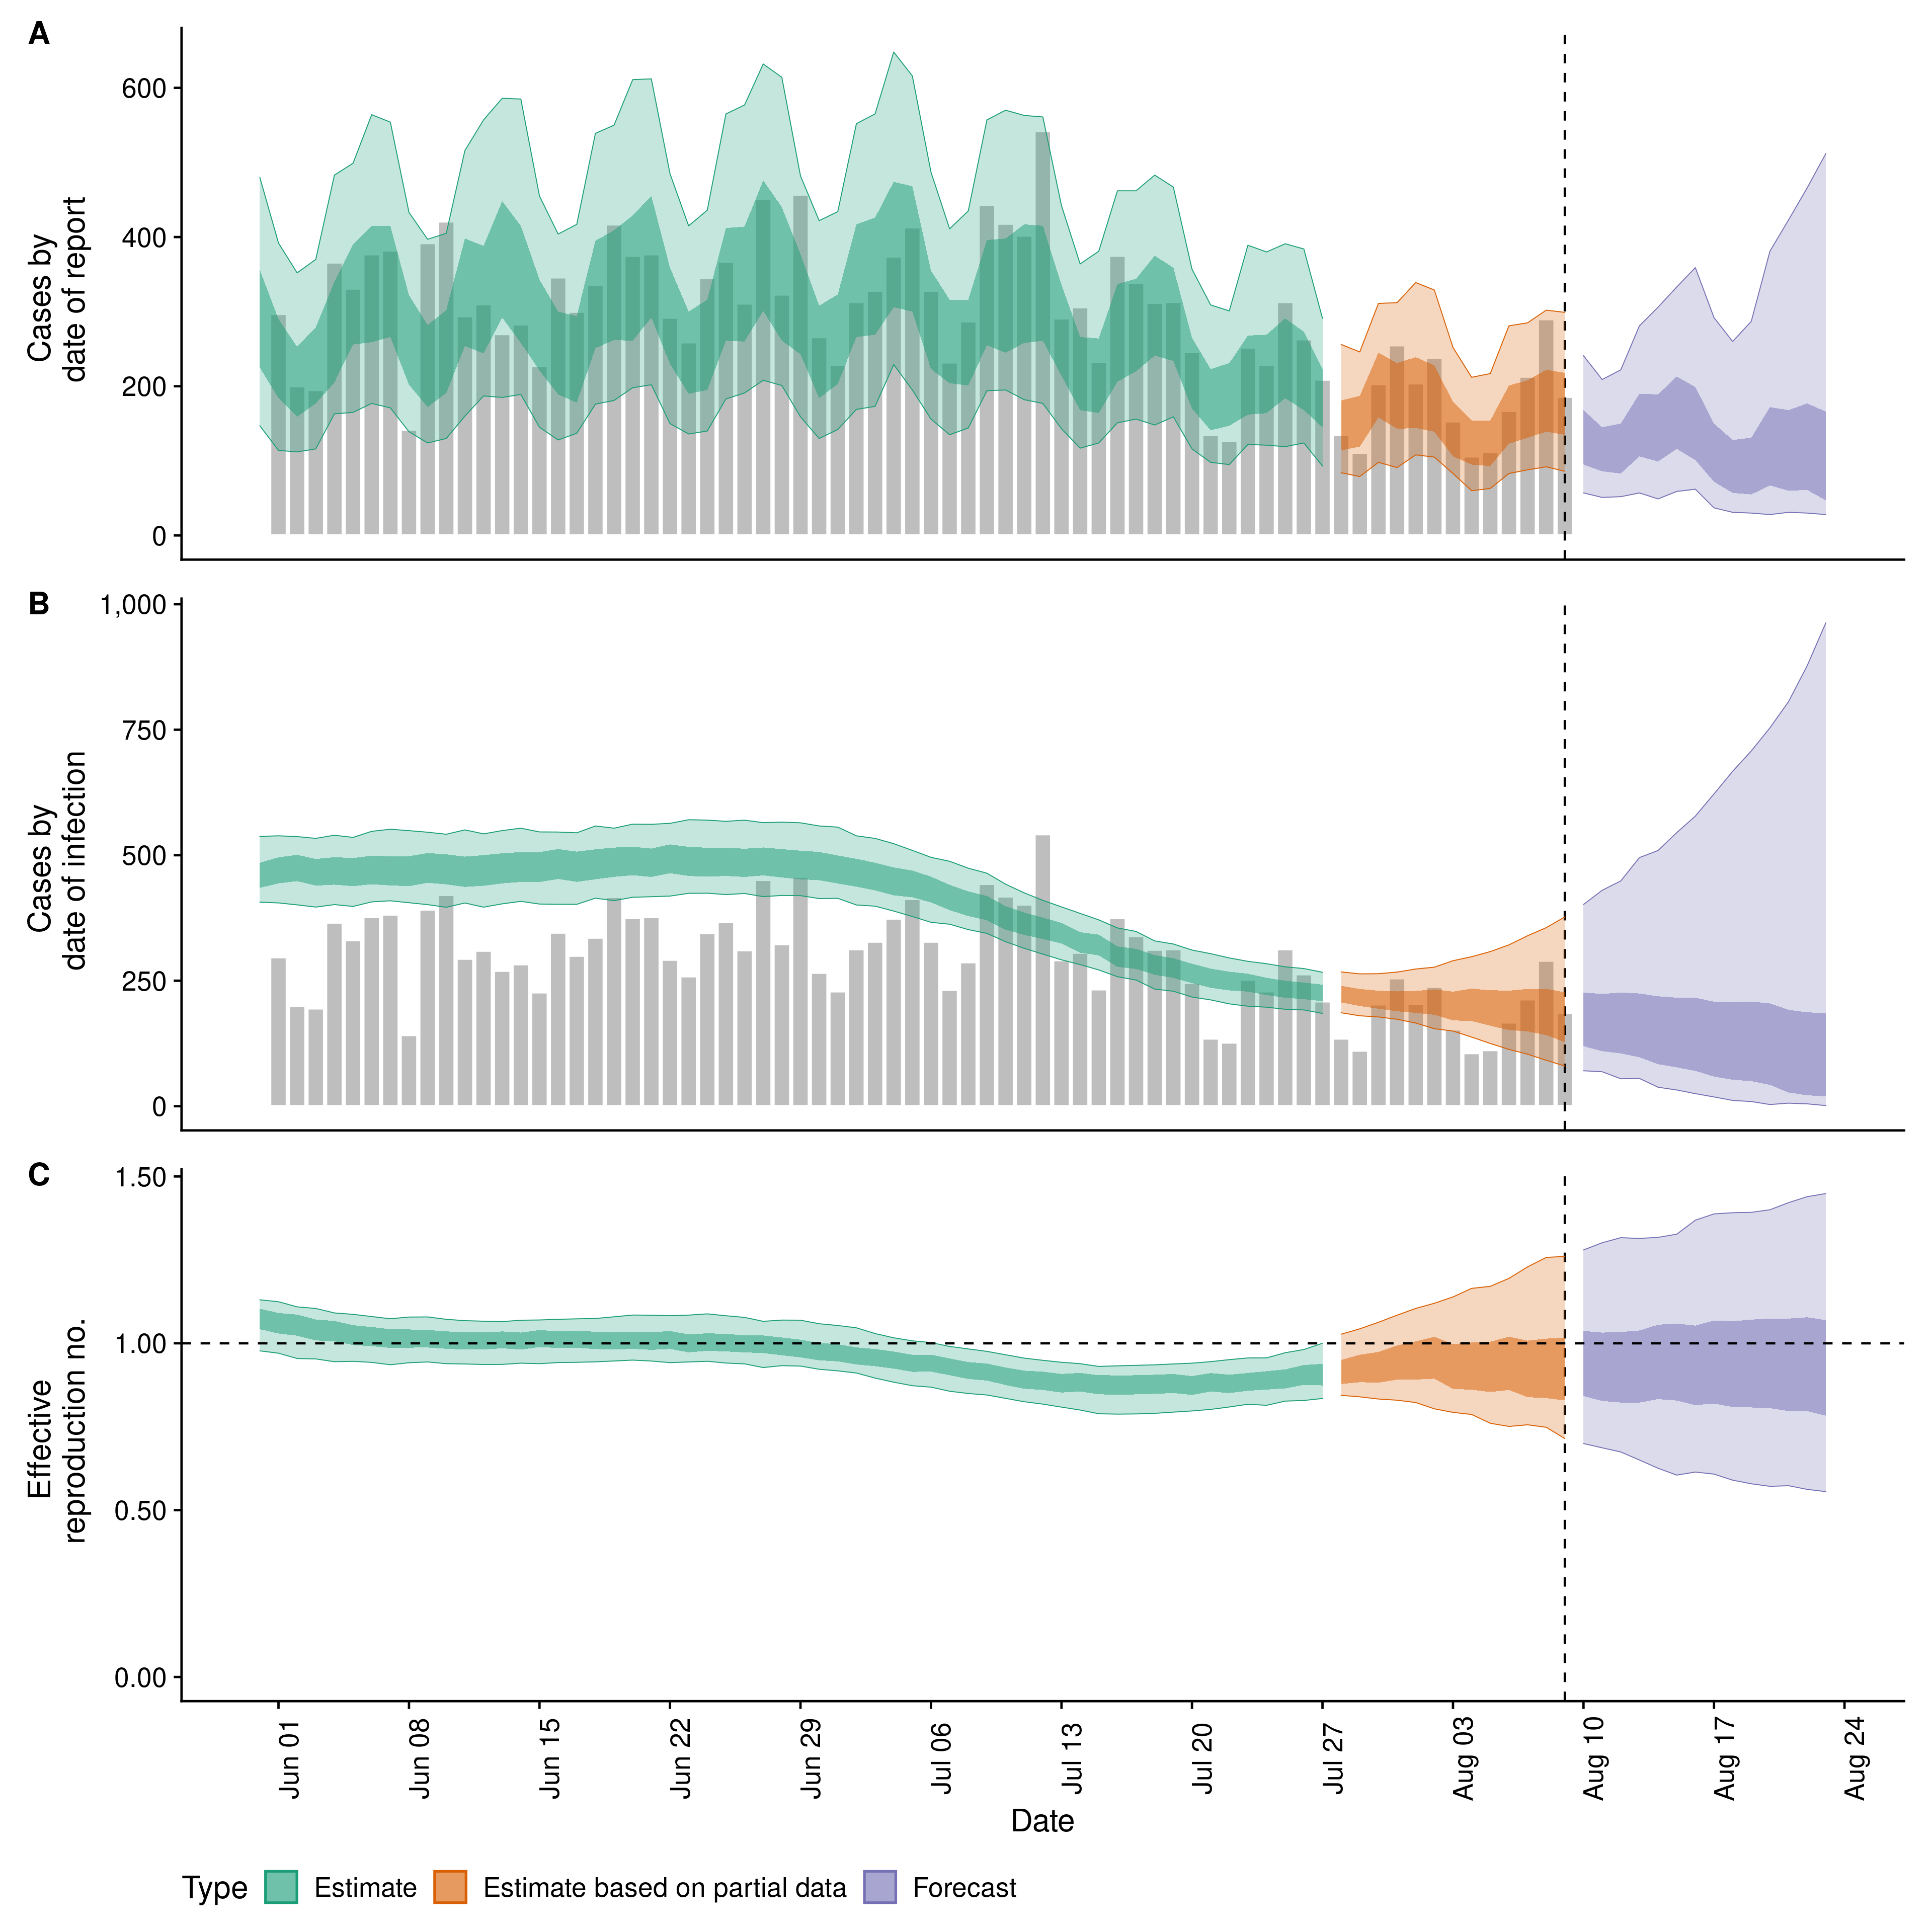 A
Cases by
date of report
600
400
200
0
B
Cases by
date of infection
1,000
750
500
250
0
C
Effective
reproduction no.
1.50
1.00
0.50
0.00
Jun 01
Jun 08
Jun 15
Jun 22
Jun 29
Jul 06
Jul 13
Jul 20
Jul 27
Aug 03
Aug 10
Aug 17
Aug 24
Date
Type Estimate Estimate based on partial data Forecast